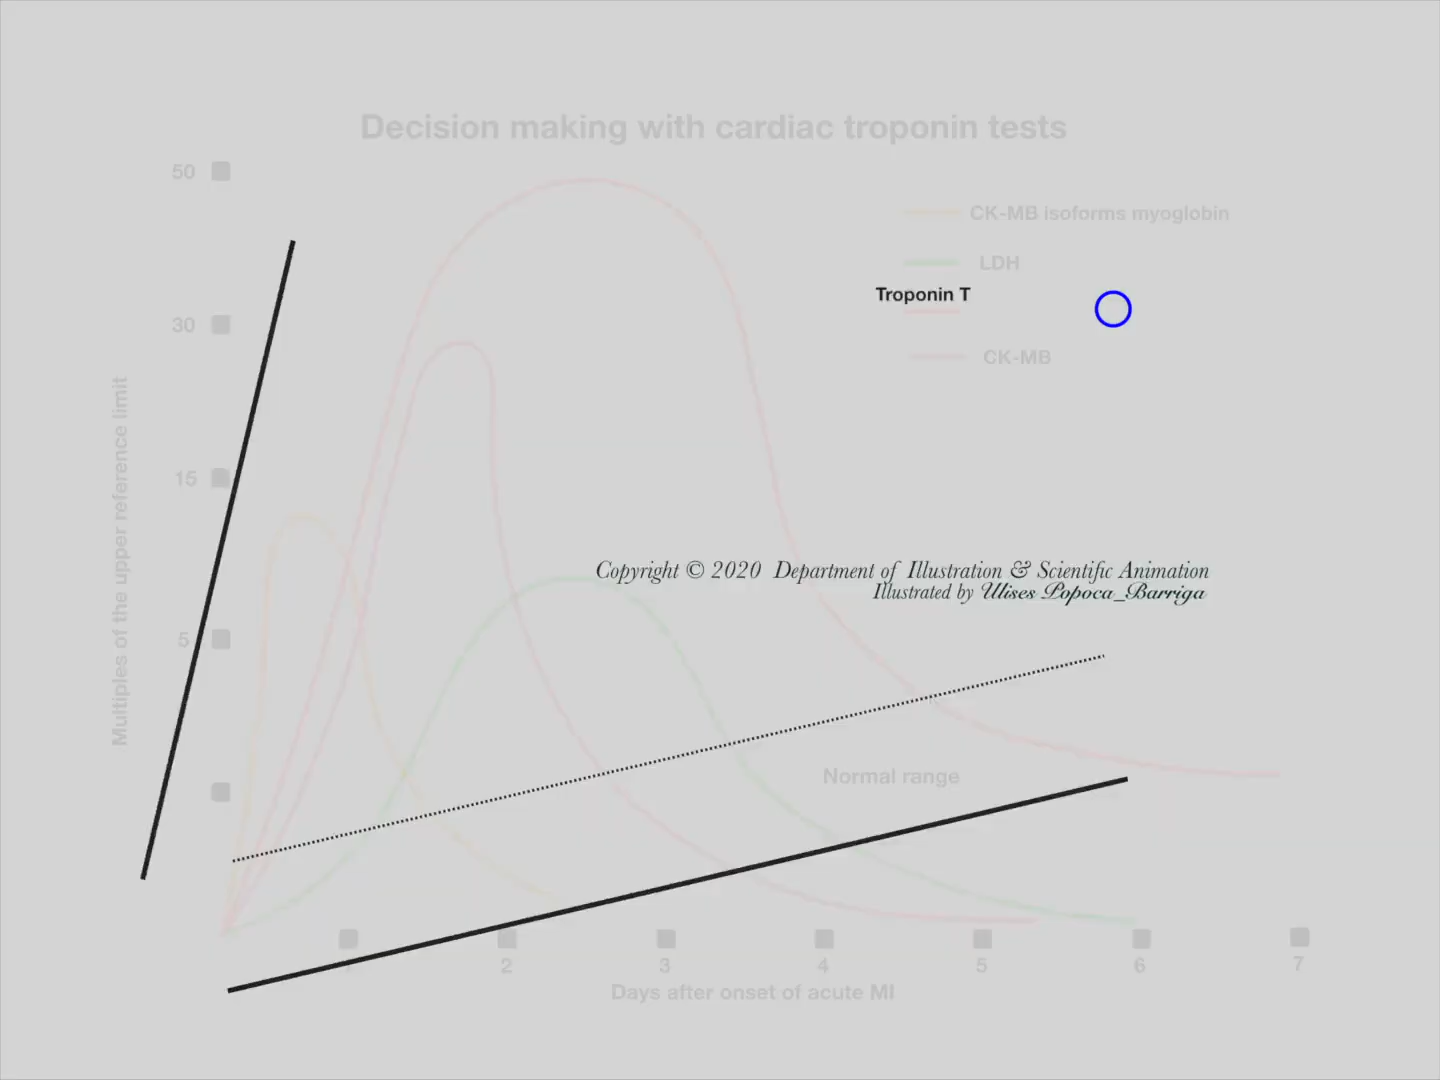 Decision making with cardiac troponin tests
50
30
15
5
Multiples of the upper reference limit
CK-MB isoforms myoglobin
LDH
Troponin T
CK-MB
Copyright © 2020 Department of Illustration & Scientific Animation
Illustrated by Ulises Popoca_Barriga
Normal range
1 2 3 4 5 6 7
Days after onset of acute MI